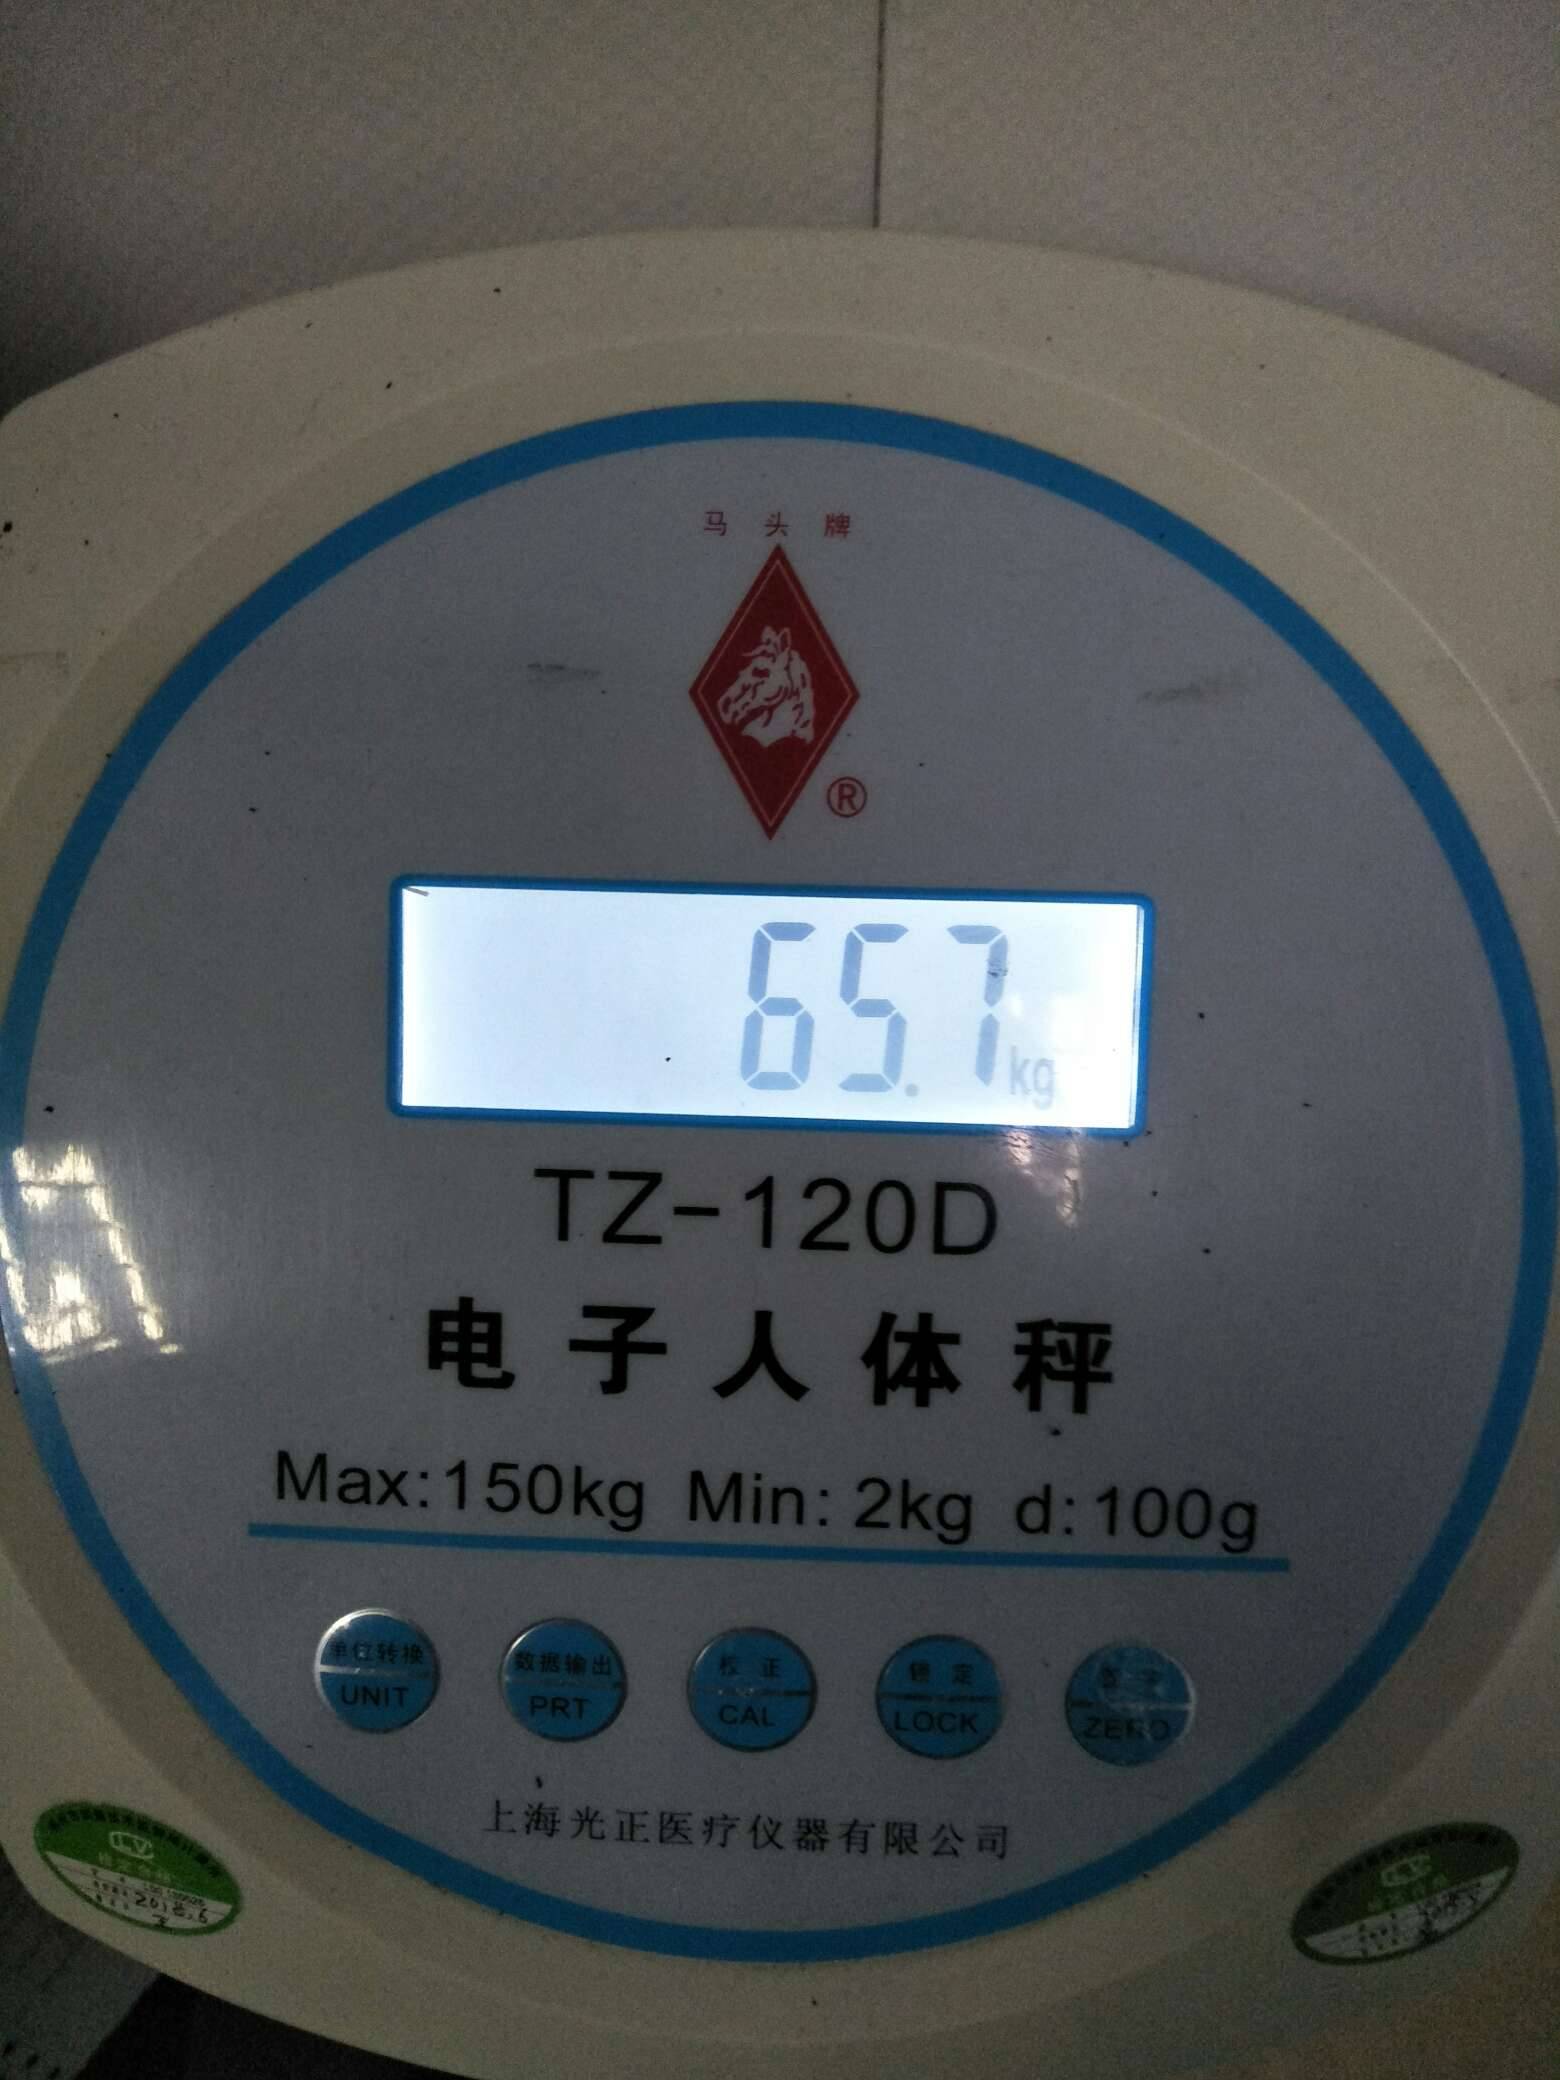 马头牌
®
65.7kg
TZ-120D
电子人体秤
Max:150kg Min:2kg d:100g
单位转换 数据输出 校正 锁定
UNIT PRT CAL LOCK ZERO
上海光正医疗仪器有限公司
2018.6